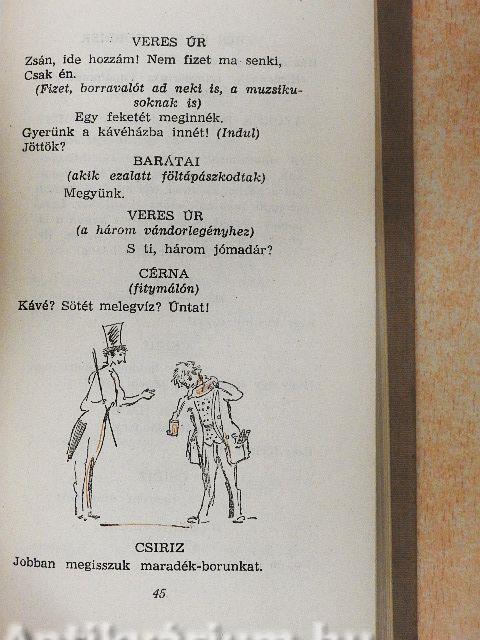 VERES ÚR
Zsán, ide hozzám! Nem fizet ma senki,
Csak én.
(Fizet, borravalót ad neki is, a muzsiku-
soknak is)
Egy feketét meginnék.
Gyerünk a kávéházba innét! (Indul)
Jöttök?
BARÁTAI
(akik ezalatt föltápászkodtak)
Megyünk.
VERES ÚR
(a három vándorlegényhez)
S ti, három jómadár?
CÉRNA
(fitymálón)
Kávé? Sötét melegvíz? Úntat!
CSIRIZ
Jobban megisszuk maradék-borunkat.
45
Antikvarium.hu